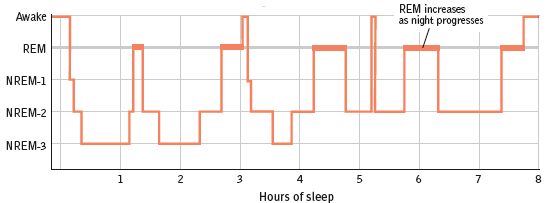 REM increases
as night progresses
Awake
REM
NREM-1
NREM-2
NREM-3
1 2 3 4 5 6 7 8
Hours of sleep